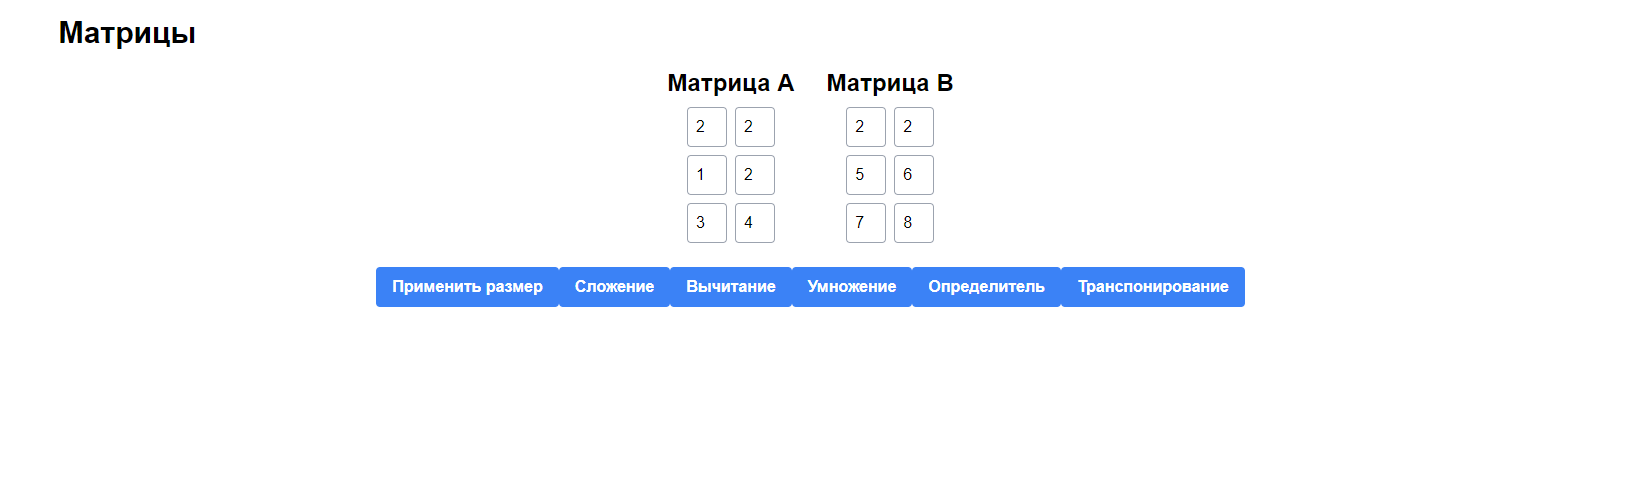 Матрицы
Матрица A Матрица B
2 2 2 2
1 2 5 6
3 4 7 8
Применить размер Сложение Вычитание Умножение Определитель Транспонирование